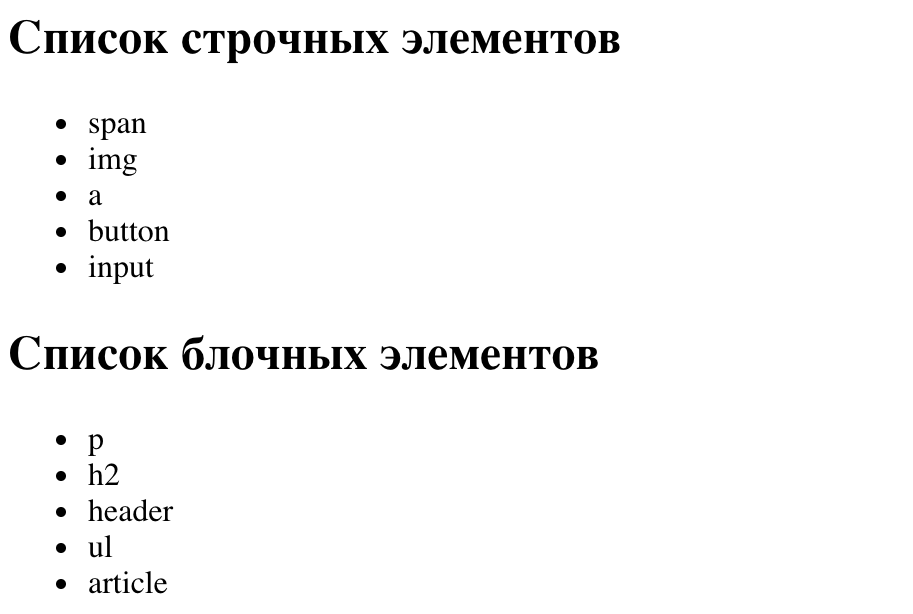 Список строчных элементов
• span
• img
• a
• button
• input
Список блочных элементов
• p
• h2
• header
• ul
• article